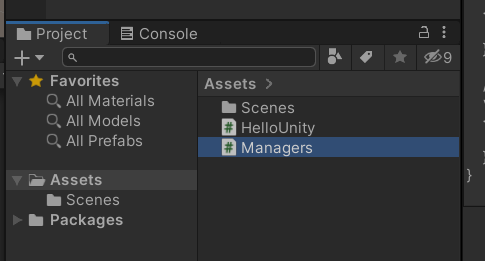 Project
Console
9
Favorites
All Materials
All Models
All Prefabs
Assets
Scenes
Packages
Assets >
Scenes
# HelloUnity
# Managers
}